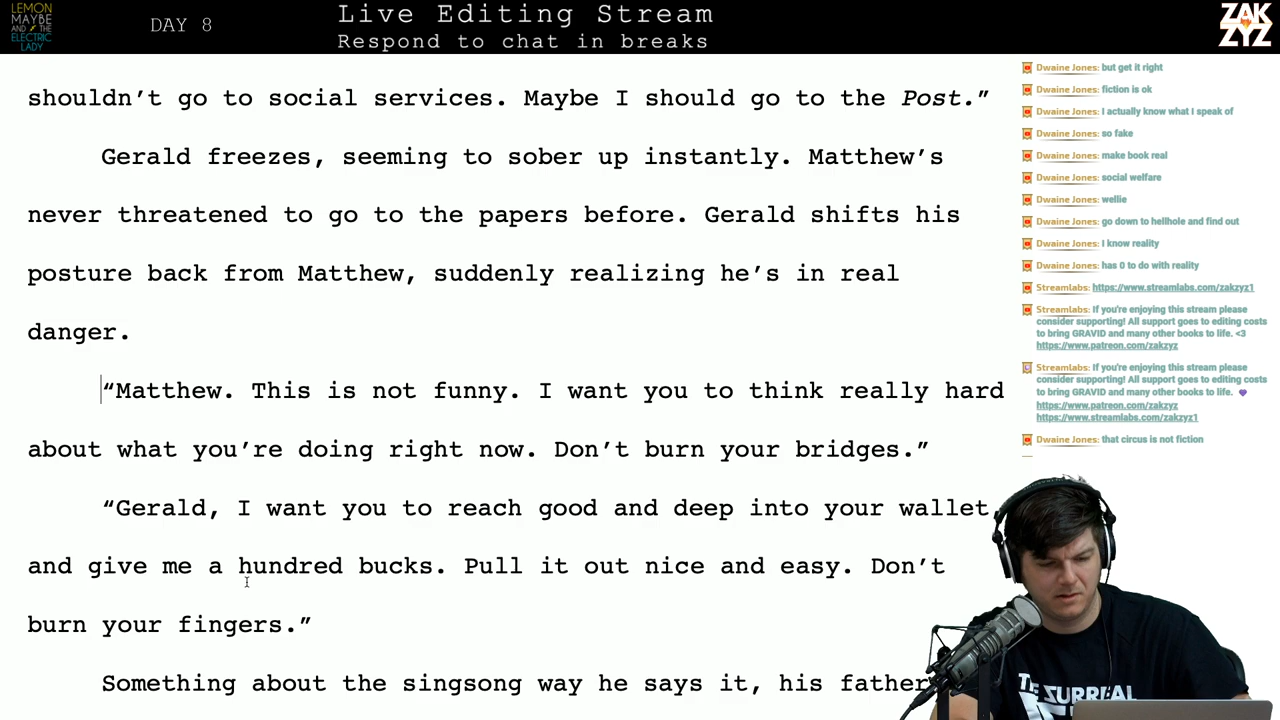 LEMON
MAYBE
AND THE
ELECTRIC
LADY
DAY 8
Live Editing Stream
Respond to chat in breaks
ZAK
ZYZ
shouldn’t go to social services. Maybe I should go to the Post.”
Gerald freezes, seeming to sober up instantly. Matthew’s
never threatened to go to the papers before. Gerald shifts his
posture back from Matthew, suddenly realizing he’s in real
danger.
“Matthew. This is not funny. I want you to think really hard
about what you’re doing right now. Don’t burn your bridges.”
“Gerald, I want you to reach good and deep into your wallet,
and give me a hundred bucks. Pull it out nice and easy. Don’t
burn your fingers.”
Something about the singsong way he says it, his father
Dwaine Jones: but get it right
Dwaine Jones: fiction is ok
Dwaine Jones: I actually know what I speak of
Dwaine Jones: so fake
Dwaine Jones: make book real
Dwaine Jones: social welfare
Dwaine Jones: wellie
Dwaine Jones: go down to hellhole and find out
Dwaine Jones: I know reality
Dwaine Jones: has 0 to do with reality
Streamlabs: https://www.streamlabs.com/zakzyz1
Streamlabs: If you're enjoying this stream please
consider supporting! All support goes to editing costs
to bring GRAVID and many other books to life. <3
https://www.patreon.com/zakzyz
Streamlabs: If you're enjoying this stream please
consider supporting! All support goes to editing costs
to bring GRAVID and many other books to life. 💜
https://www.patreon.com/zakzyz
https://www.streamlabs.com/zakzyz1
Dwaine Jones: that circus is not fiction
SURREAL